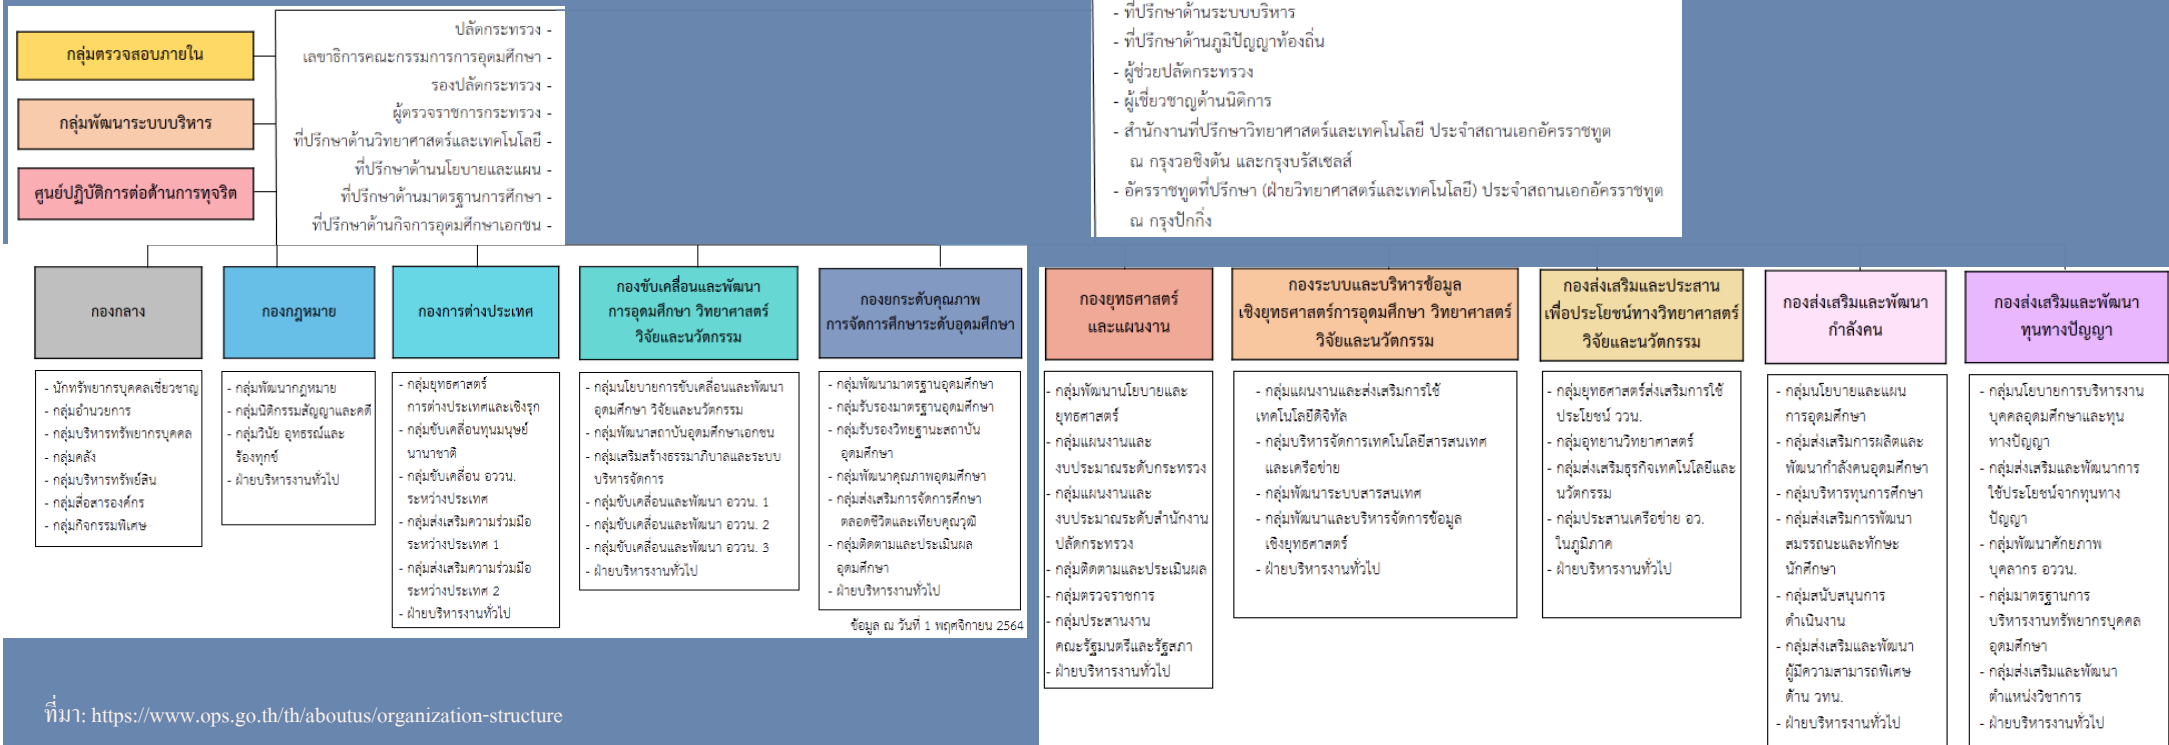 กลุ่มตรวจสอบภายใน
กลุ่มพัฒนาระบบบริหาร
ศูนย์ปฏิบัติการต่อต้านการทุจริต
ปลัดกระทรวง -
เลขาธิการคณะกรรมการการอุดมศึกษา -
รองปลัดกระทรวง -
ผู้ตรวจราชการกระทรวง -
ที่ปรึกษาด้านวิทยาศาสตร์และเทคโนโลยี -
ที่ปรึกษาด้านนโยบายและแผน -
ที่ปรึกษาด้านมาตรฐานการศึกษา -
ที่ปรึกษาด้านกิจการอุดมศึกษาเอกชน -
- ที่ปรึกษาด้านระบบบริหาร
- ที่ปรึกษาด้านภูมิปัญญาท้องถิ่น
- ผู้ช่วยปลัดกระทรวง
- ผู้เชี่ยวชาญด้านนิติการ
- สำนักงานที่ปรึกษาวิทยาศาสตร์และเทคโนโลยี ประจำสถานเอกอัครราชทูต
ณ กรุงวอชิงตัน และกรุงบรัสเซลส์
- อัครราชทูตที่ปรึกษา (ฝ่ายวิทยาศาสตร์และเทคโนโลยี) ประจำสถานเอกอัครราชทูต
ณ กรุงปักกิ่ง
กองกลาง
- นักทรัพยากรบุคคลเชี่ยวชาญ
- กลุ่มอำนวยการ
- กลุ่มบริหารทรัพยากรบุคคล
- กลุ่มคลัง
- กลุ่มบริหารทรัพย์สิน
- กลุ่มสื่อสารองค์กร
- กลุ่มกิจกรรมพิเศษ
กองกฎหมาย
- กลุ่มพัฒนากฎหมาย
- กลุ่มนิติกรรมสัญญาและคดี
- กลุ่มวินัย อุทธรณ์และ
ร้องทุกข์
- ฝ่ายบริหารงานทั่วไป
กองการต่างประเทศ
- กลุ่มยุทธศาสตร์
การต่างประเทศและเชิงรุก
- กลุ่มขับเคลื่อนทุนมนุษย์
นานาชาติ
- กลุ่มขับเคลื่อน อววน.
ระหว่างประเทศ
- กลุ่มส่งเสริมความร่วมมือ
ระหว่างประเทศ 1
- กลุ่มส่งเสริมความร่วมมือ
ระหว่างประเทศ 2
- ฝ่ายบริหารงานทั่วไป
กองขับเคลื่อนและพัฒนา
การอุดมศึกษา วิทยาศาสตร์
วิจัยและนวัตกรรม
- กลุ่มนโยบายการขับเคลื่อนและพัฒนา
อุดมศึกษา วิจัยและนวัตกรรม
- กลุ่มพัฒนาสถาบันอุดมศึกษาเอกชน
- กลุ่มเสริมสร้างธรรมาภิบาลและระบบ
บริหารจัดการ
- กลุ่มขับเคลื่อนและพัฒนา อววน. 1
- กลุ่มขับเคลื่อนและพัฒนา อววน. 2
- กลุ่มขับเคลื่อนและพัฒนา อววน. 3
- ฝ่ายบริหารงานทั่วไป
กองยกระดับคุณภาพ
การจัดการศึกษาระดับอุดมศึกษา
- กลุ่มพัฒนามาตรฐานอุดมศึกษา
- กลุ่มรับรองมาตรฐานอุดมศึกษา
- กลุ่มรับรองวิทยฐานะสถาบัน
อุดมศึกษา
- กลุ่มพัฒนาคุณภาพอุดมศึกษา
- กลุ่มส่งเสริมการจัดการศึกษา
ตลอดชีวิตและเทียบคุณวุฒิ
- กลุ่มติดตามและประเมินผล
อุดมศึกษา
- ฝ่ายบริหารงานทั่วไป
ข้อมูล ณ วันที่ 1 พฤศจิกายน 2564
กองยุทธศาสตร์
และแผนงาน
- กลุ่มพัฒนานโยบายและ
ยุทธศาสตร์
- กลุ่มแผนงานและ
งบประมาณระดับกระทรวง
- กลุ่มแผนงานและ
งบประมาณระดับสำนักงาน
ปลัดกระทรวง
- กลุ่มติดตามและประเมินผล
- กลุ่มตรวจราชการ
- กลุ่มประสานงาน
คณะรัฐมนตรีและรัฐสภา
- ฝ่ายบริหารงานทั่วไป
กองระบบและบริหารข้อมูล
เชิงยุทธศาสตร์การอุดมศึกษา วิทยาศาสตร์
วิจัยและนวัตกรรม
- กลุ่มแผนงานและส่งเสริมการใช้
เทคโนโลยีดิจิทัล
- กลุ่มบริหารจัดการเทคโนโลยีสารสนเทศ
และเครือข่าย
- กลุ่มพัฒนาระบบสารสนเทศ
- กลุ่มพัฒนาและบริหารจัดการข้อมูล
เชิงยุทธศาสตร์
- ฝ่ายบริหารงานทั่วไป
กองส่งเสริมและประสาน
เพื่อประโยชน์ทางวิทยาศาสตร์
วิจัยและนวัตกรรม
- กลุ่มยุทธศาสตร์ส่งเสริมการใช้
ประโยชน์ ววน.
- กลุ่มอุทยานวิทยาศาสตร์
- กลุ่มส่งเสริมธุรกิจเทคโนโลยีและ
นวัตกรรม
- กลุ่มประสานเครือข่าย อว.
ในภูมิภาค
- ฝ่ายบริหารงานทั่วไป
กองส่งเสริมและพัฒนา
กำลังคน
- กลุ่มนโยบายและแผน
การอุดมศึกษา
- กลุ่มส่งเสริมการผลิตและ
พัฒนากำลังคนอุดมศึกษา
- กลุ่มบริหารทุนการศึกษา
- กลุ่มส่งเสริมการพัฒนา
สมรรถนะและทักษะ
นักศึกษา
- กลุ่มสนับสนุนการ
ดำเนินงาน
- กลุ่มส่งเสริมและพัฒนา
ผู้มีความสามารถพิเศษ
ด้าน วทน.
- ฝ่ายบริหารงานทั่วไป
กองส่งเสริมและพัฒนา
ทุนทางปัญญา
- กลุ่มนโยบายการบริหารงาน
บุคคลอุดมศึกษาและทุน
ทางปัญญา
- กลุ่มส่งเสริมและพัฒนาการ
ใช้ประโยชน์จากทุนทาง
ปัญญา
- กลุ่มพัฒนาศักยภาพ
บุคลากร อววน.
- กลุ่มมาตรฐานการ
บริหารงานทรัพยากรบุคคล
อุดมศึกษา
- กลุ่มส่งเสริมและพัฒนา
ตำแหน่งวิชาการ
- ฝ่ายบริหารงานทั่วไป
ที่มา: https://www.ops.go.th/th/aboutus/organization-structure